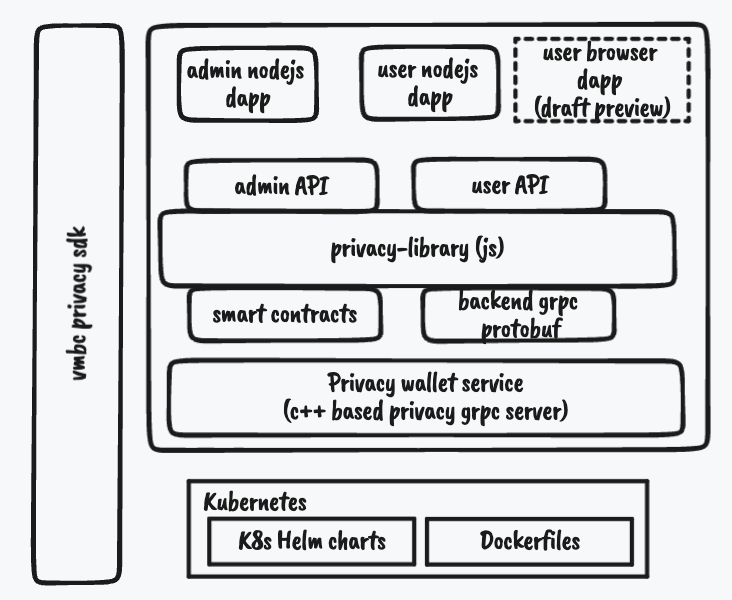 vmbc privacy sdk
admin nodejs
dapp
user nodejs
dapp
user browser
dapp
(draft preview)
admin API
user API
privacy-library (js)
smart contracts
backend grpc
protobuf
Privacy wallet service
(c++ based privacy grpc server)
Kubernetes
K8s Helm charts
Dockerfiles